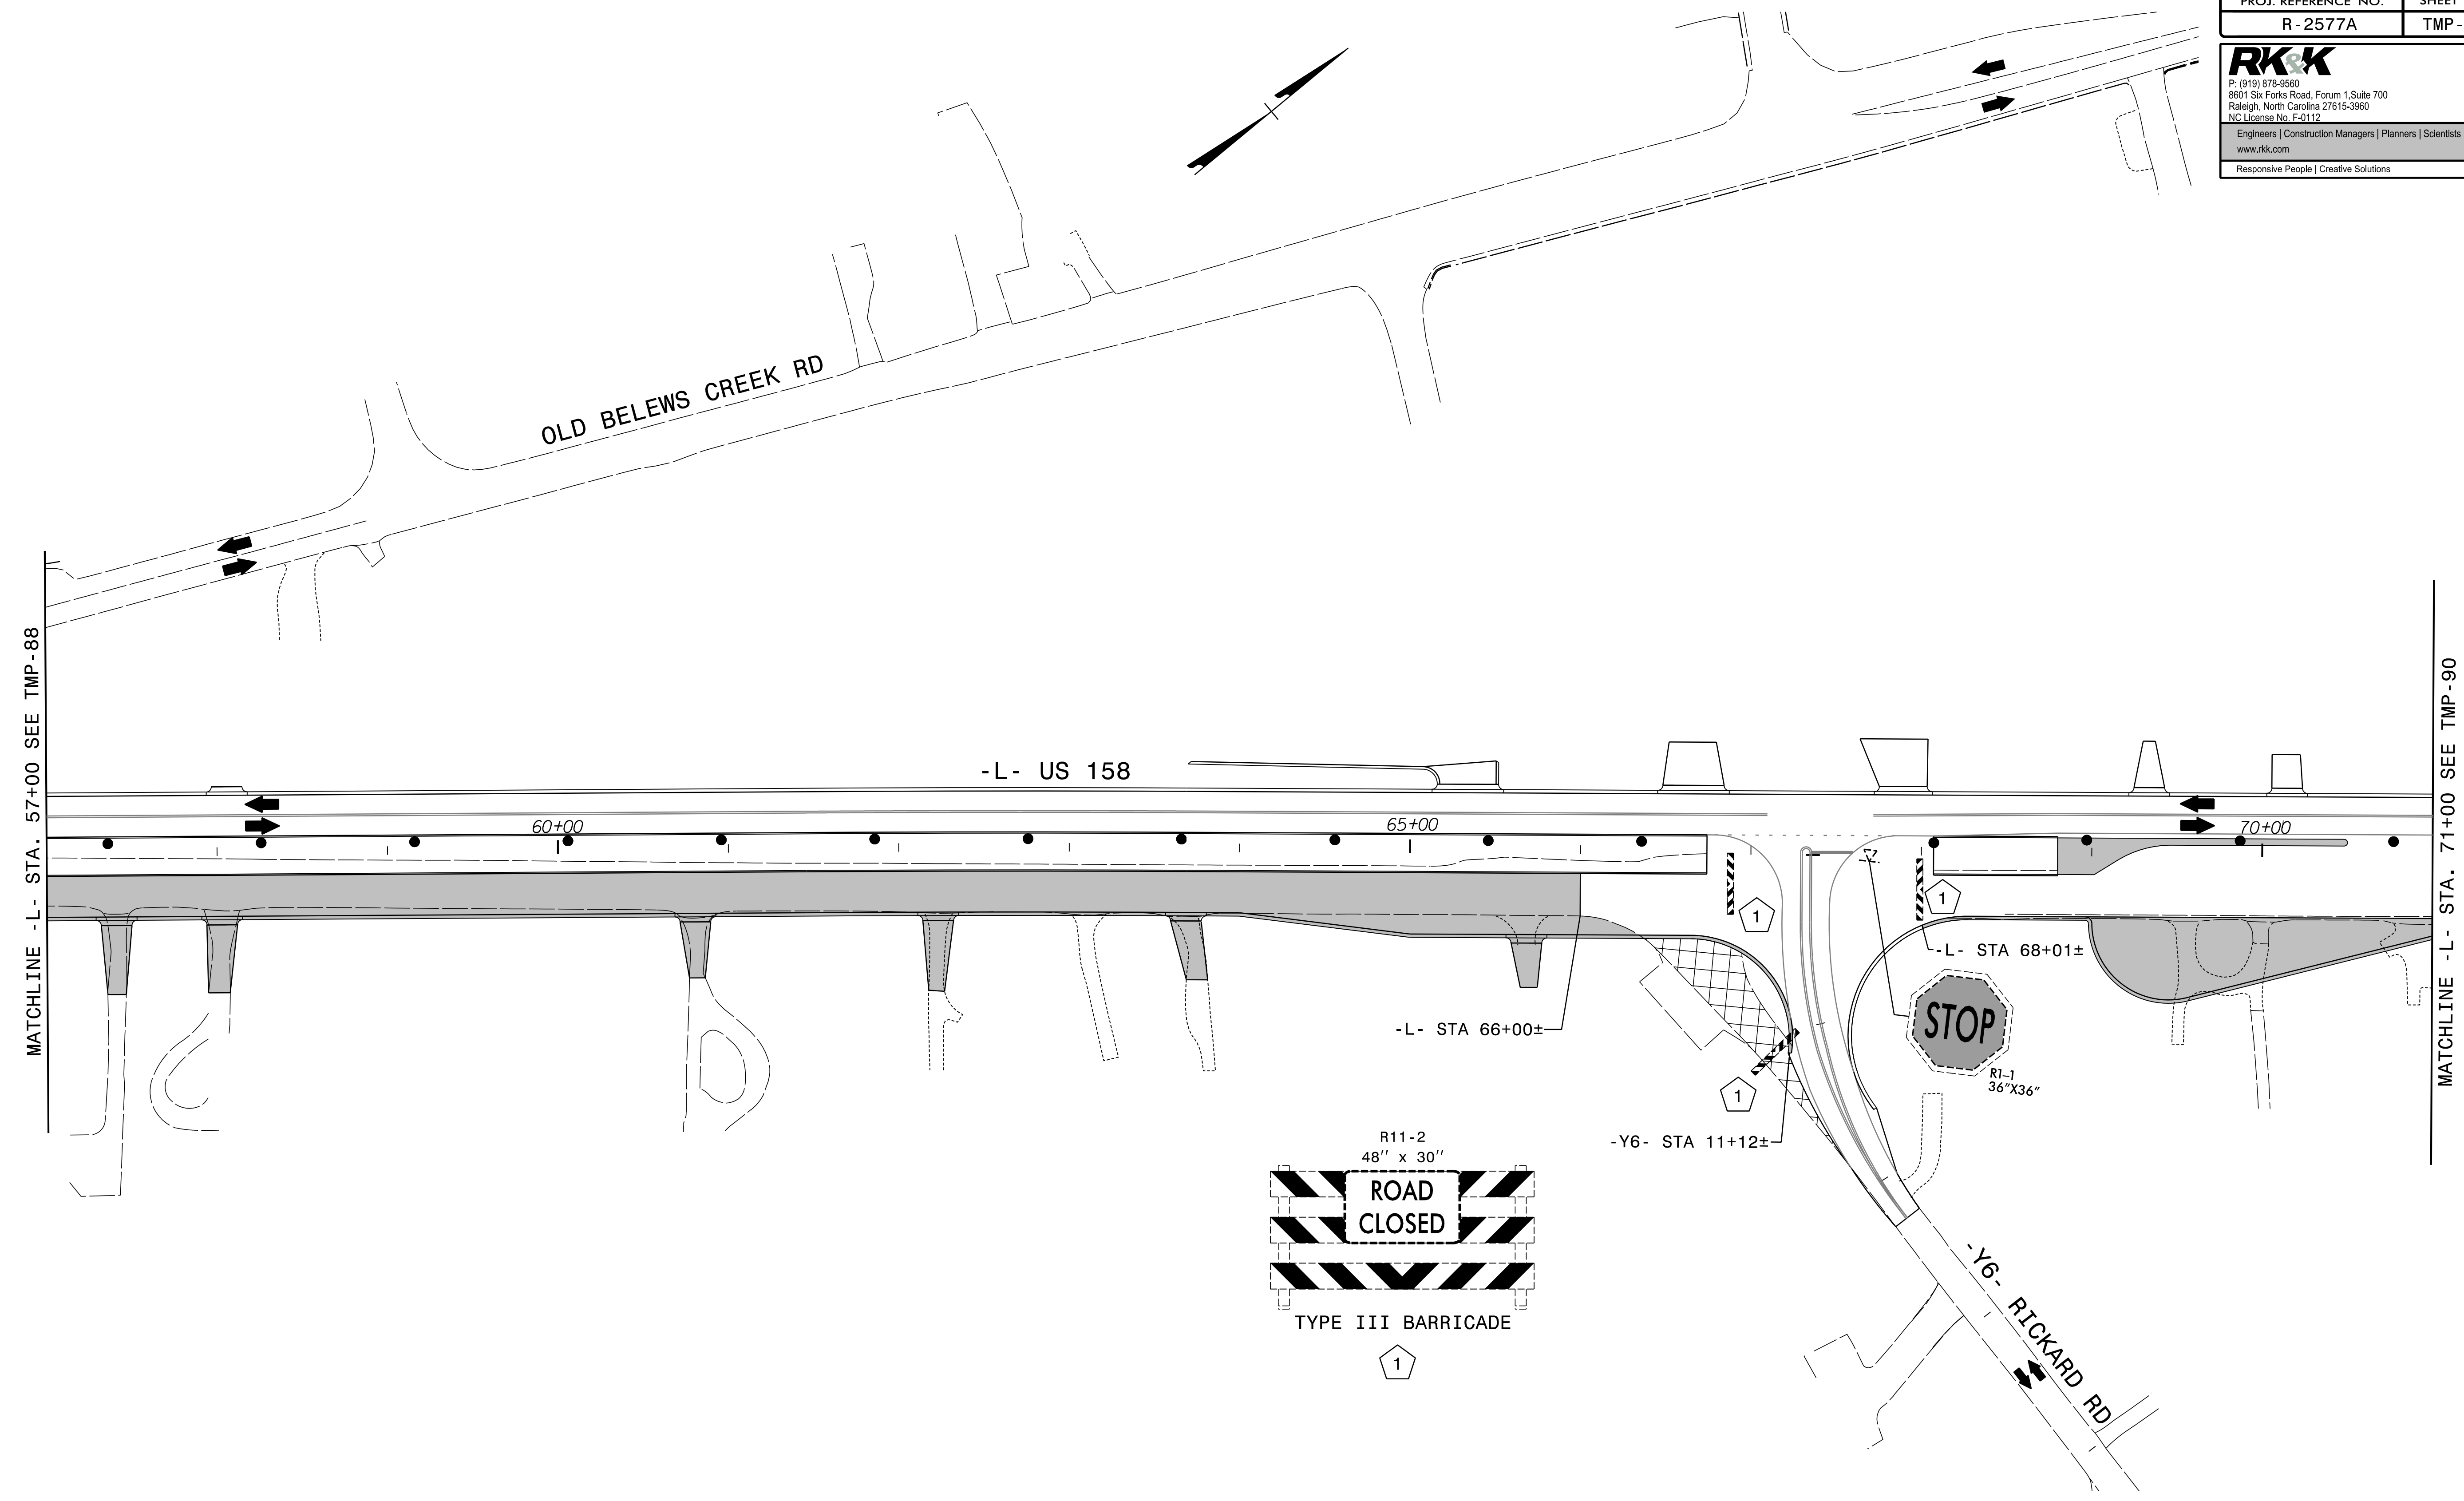 PROJ. REFERENCE NO.
SHEET
R-2577A
TMP-
RK&K
P: (919) 878-9560
8601 Six Forks Road, Forum 1,Suite 700
Raleigh, North Carolina 27615-3960
NC License No. F-0112
Engineers | Construction Managers | Planners | Scientists
www.rkk.com
Responsive People | Creative Solutions
OLD BELEWS CREEK RD
MATCHLINE -L- STA. 57+00 SEE TMP-88
-L- US 158
60+00
65+00
70+00
MATCHLINE -L- STA. 71+00 SEE TMP-90
1
1
-L- STA 68+01±
-L- STA 66+00±
STOP
R1-1
36"X36"
1
-Y6- STA 11+12±
R11-2
48'' x 30''
ROAD
CLOSED
TYPE III BARRICADE
1
-Y6- RICKARD RD